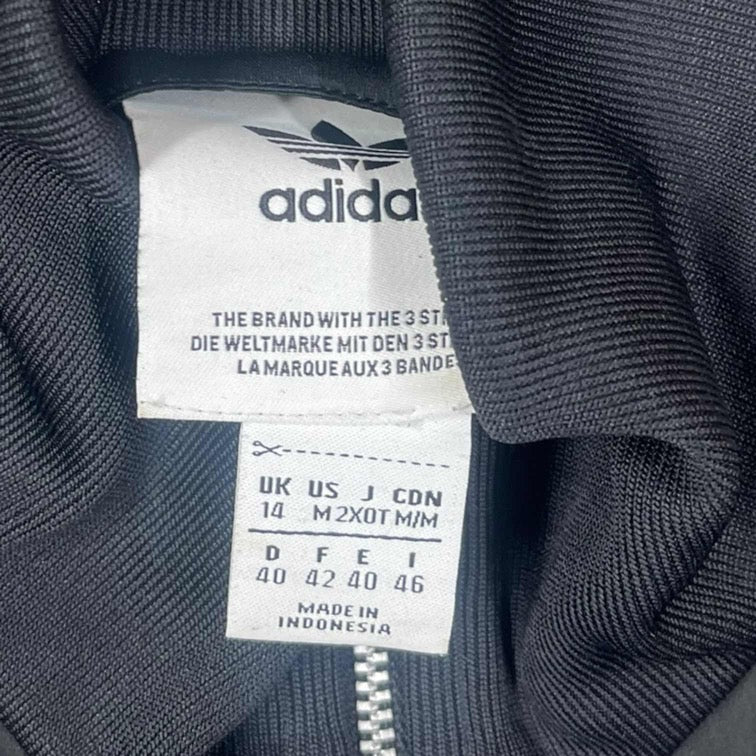 adida
THE BRAND WITH THE 3 ST
DIE WELTMARKE MIT DEN 3 ST
LA MARQUE AUX 3 BANDE
UK US J CDN
14 M 2XOT M/M
D F E I
40 42 40 46
MADE IN
INDONESIA